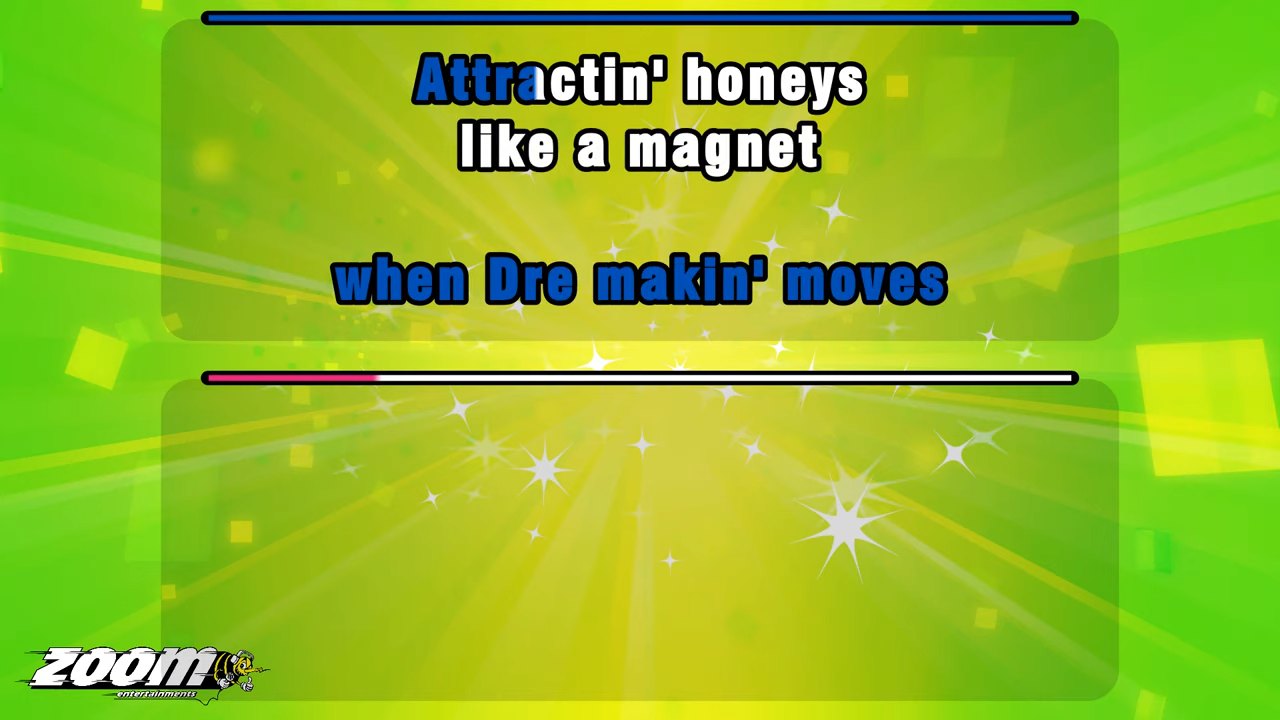 Attractin' honeys
like a magnet
when Dre makin' moves
zoom
entertainments